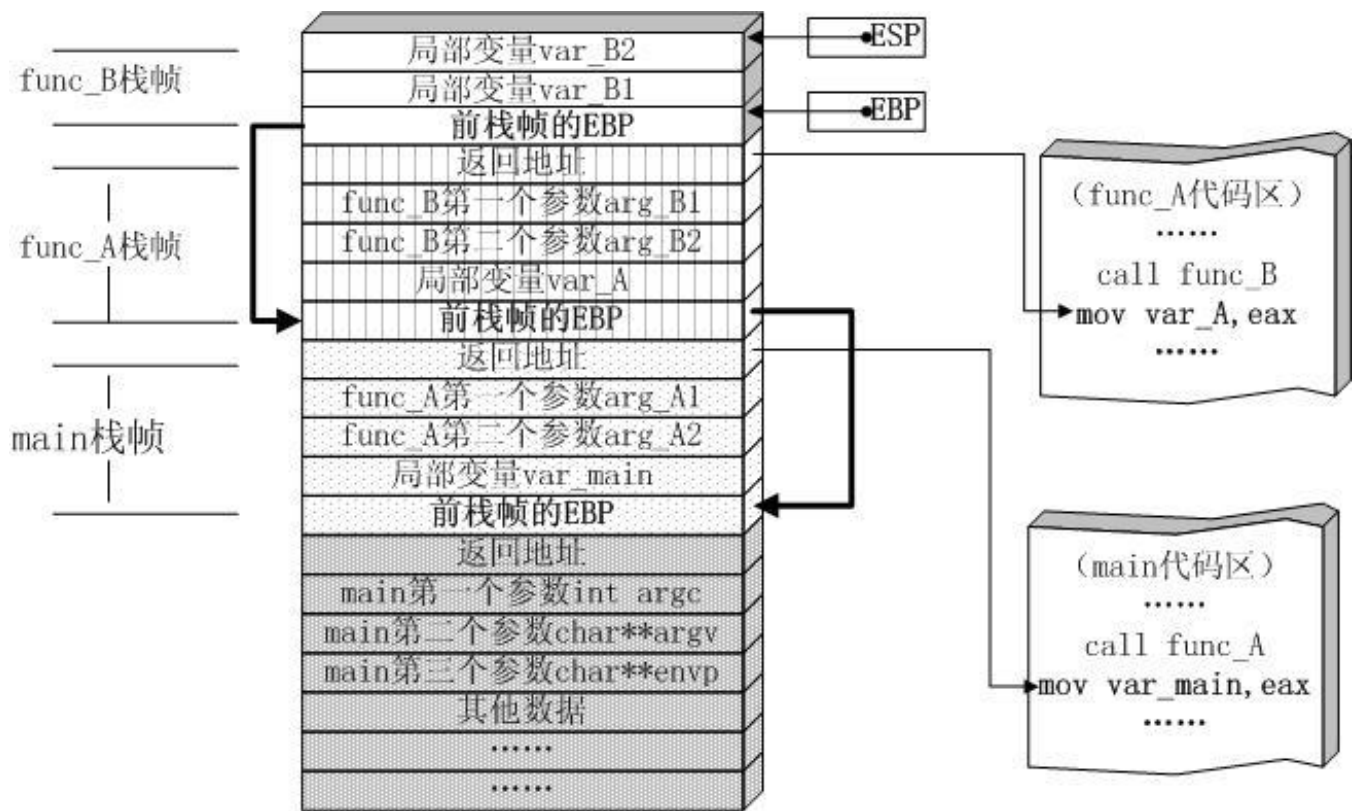 func_B栈帧
func_A栈帧
main栈帧
局部变量var_B2
局部变量var_B1
前栈帧的EBP
返回地址
func_B第一个参数arg_B1
func_B第二个参数arg_B2
局部变量var_A
前栈帧的EBP
返回地址
func_A第一个参数arg_A1
func_A第二个参数arg_A2
局部变量var_main
前栈帧的EBP
返回地址
main第一个参数int argc
main第二个参数char**argv
main第三个参数char**envp
其他数据
……
……
ESP
EBP
（func_A代码区）
……
call func_B
mov var_A,eax
……
（main代码区）
……
call func_A
mov var_main,eax
……